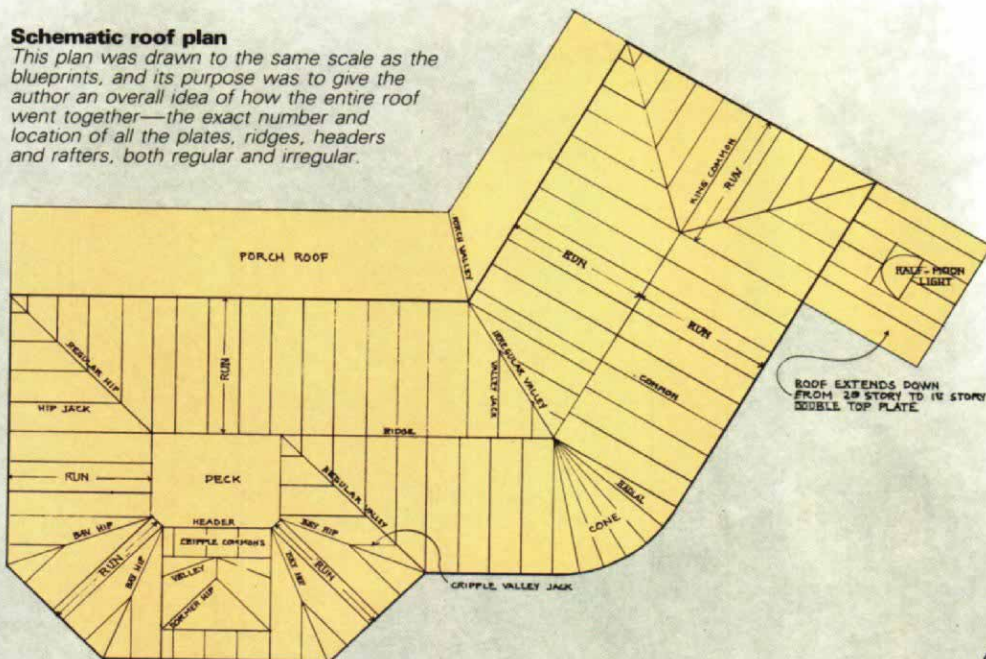 Schematic roof plan
This plan was drawn to the same scale as the
blueprints, and its purpose was to give the
author an overall idea of how the entire roof
went together—the exact number and
location of all the plates, ridges, headers
and rafters, both regular and irregular.
KING COMMON
RUN
PORCH VALLEY
PORCH ROOF
HALF-MOON
LIGHT
RUN
RUN
RUN
REGULAR HIP
IRREGULAR VALLEY
VALLEY JACK
COMMON
ROOF EXTENDS DOWN
FROM 2ND STORY TO 1ST STORY
DOUBLE TOP PLATE
HIP JACK
RIDGE
RUN
DECK
REGULAR VALLEY
RADIAL
CONE
HEADER
BAY HIP
BAY HIP
CRIPPLE COMMONS
RUN
RUN
BAY HIP
BAY HIP
VALLEY
DORMER HIP
CRIPPLE VALLEY JACK